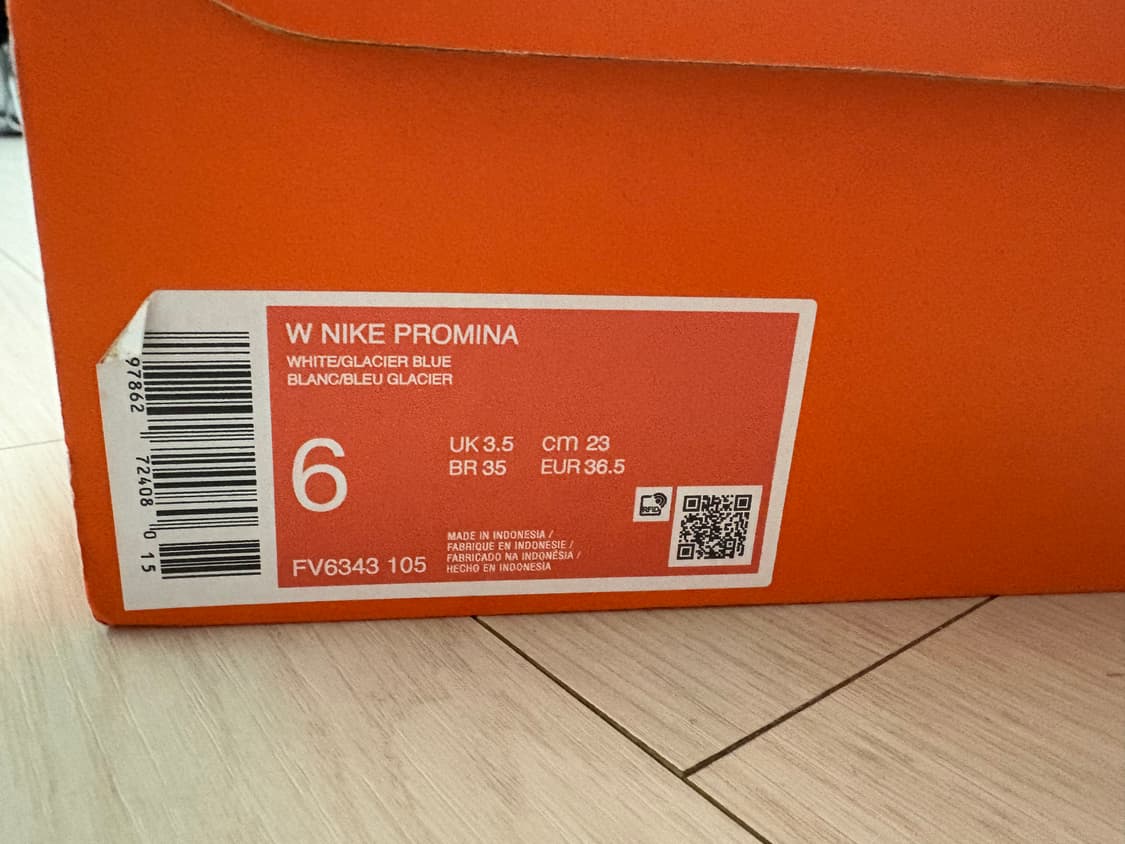 W NIKE PROMINA
WHITE/GLACIER BLUE
BLANC/BLEU GLACIER
6
UK 3.5 cm 23
BR 35 EUR 36.5
RFID
FV6343 105
MADE IN INDONESIA /
FABRIQUE EN INDONESIE /
FABRICADO NA INDONÉSIA /
HECHO EN INDONESIA
97862 72408 0 15